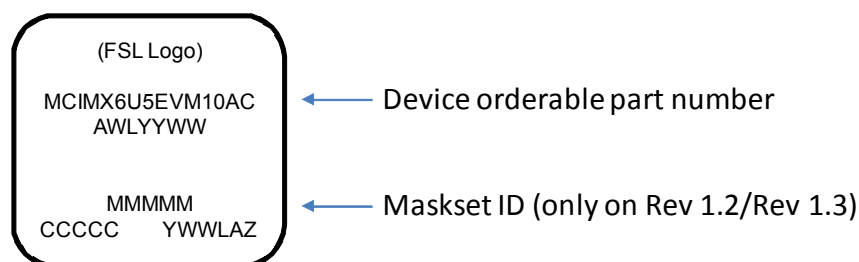 (FSL Logo)
MCIMX6U5EVM10AC
AWLYYWW
Device orderable part number
MMMMM
CCCCC YWWLAZ
Maskset ID (only on Rev 1.2/Rev 1.3)